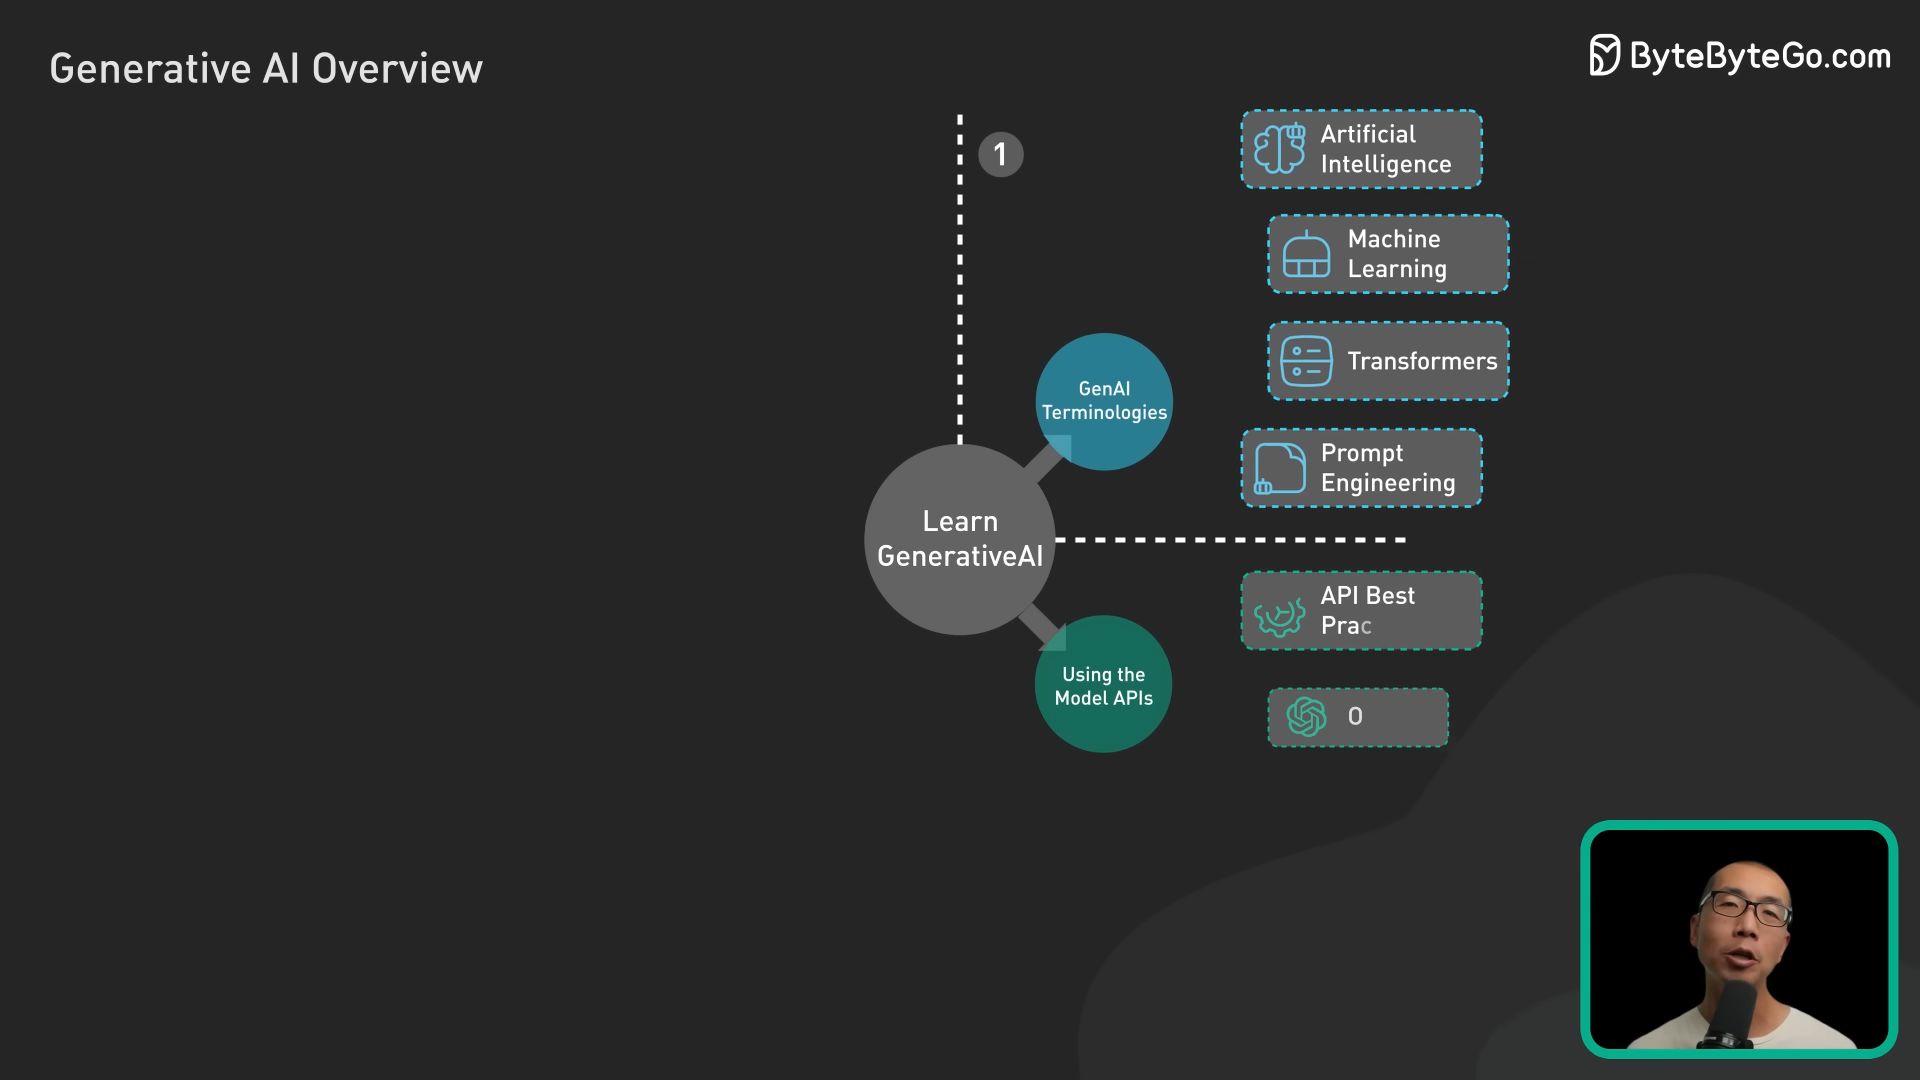 Generative AI Overview
ByteByteGo.com
1
Artificial
Intelligence
Machine
Learning
Transformers
GenAI
Terminologies
Prompt
Engineering
Learn
GenerativeAI
API Best
Prac
Using the
Model APIs
O